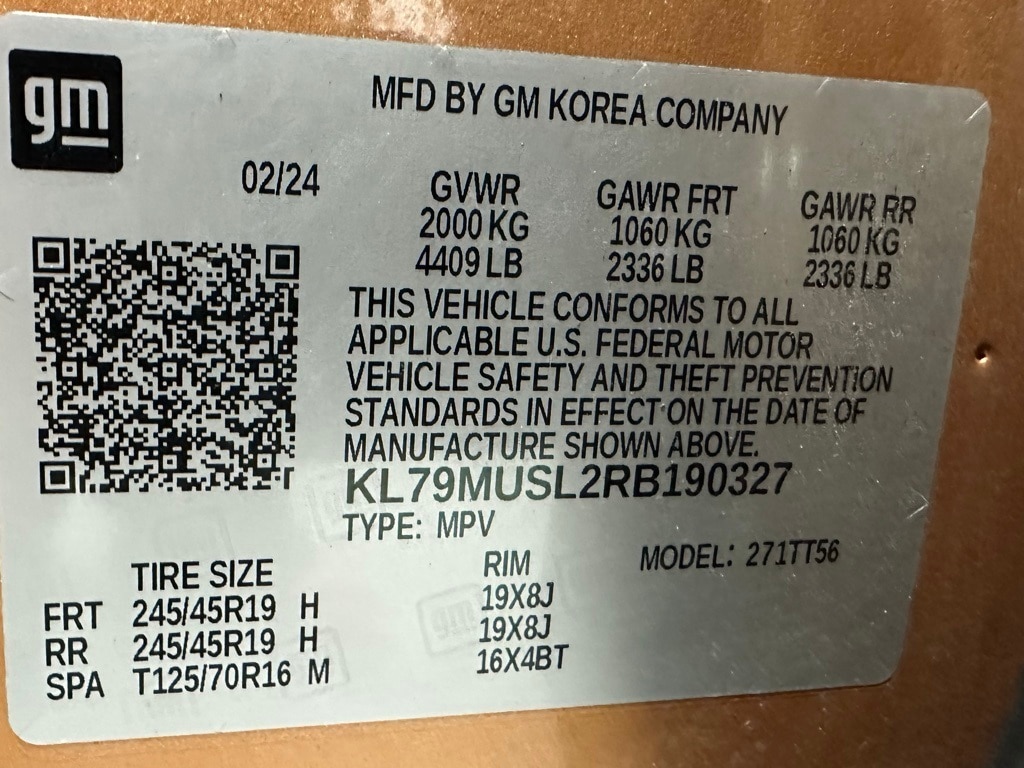 gm
MFD BY GM KOREA COMPANY
02/24
GVWR GAWR FRT GAWR RR
2000 KG 1060 KG 1060 KG
4409 LB 2336 LB 2336 LB
THIS VEHICLE CONFORMS TO ALL
APPLICABLE U.S. FEDERAL MOTOR
VEHICLE SAFETY AND THEFT PREVENTION
STANDARDS IN EFFECT ON THE DATE OF
MANUFACTURE SHOWN ABOVE.
KL79MUSL2RB190327
TYPE: MPV
MODEL: 271TT56
TIRE SIZE RIM
FRT 245/45R19 H 19X8J
RR 245/45R19 H 19X8J
SPA T125/70R16 M 16X4BT
gm